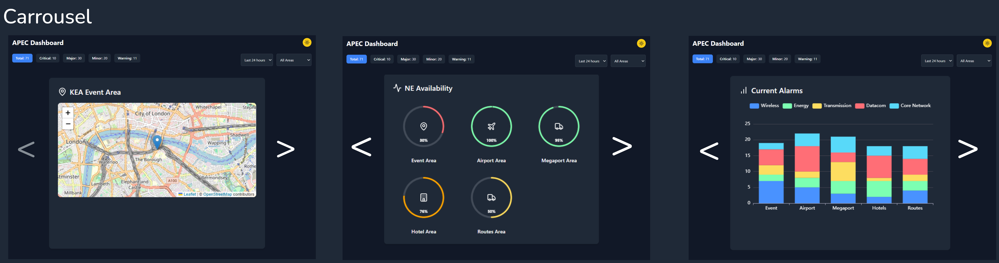 Carrousel
APEC Dashboard
Total: 71 Critical: 10 Major: 30 Minor: 20 Warning: 11
Last 24 hours All Areas
KEA Event Area
+
−
Whitechapel
City of London
Strand
London
Shadwell
Wapping
River Thames
Waterloo
The Borough
Lambeth
Elephant and
Castle
A100
Bermondsey
Millbank
Leaflet | © OpenStreetMap contributors
<
>
APEC Dashboard
Total: 71 Critical: 10 Major: 30 Minor: 20 Warning: 11
Last 24 hours All Areas
NE Availability
30% 100% 95%
Event Area Airport Area Megaport Area
76% 50%
Hotel Area Routes Area
<
>
APEC Dashboard
Total: 71 Critical: 10 Major: 30 Minor: 20 Warning: 11
Last 24 hours All Areas
Current Alarms
Wireless Energy Transmission Datacom Core Network
25
20
15
10
5
0
Event Airport Megaport Hotels Routes
<
>